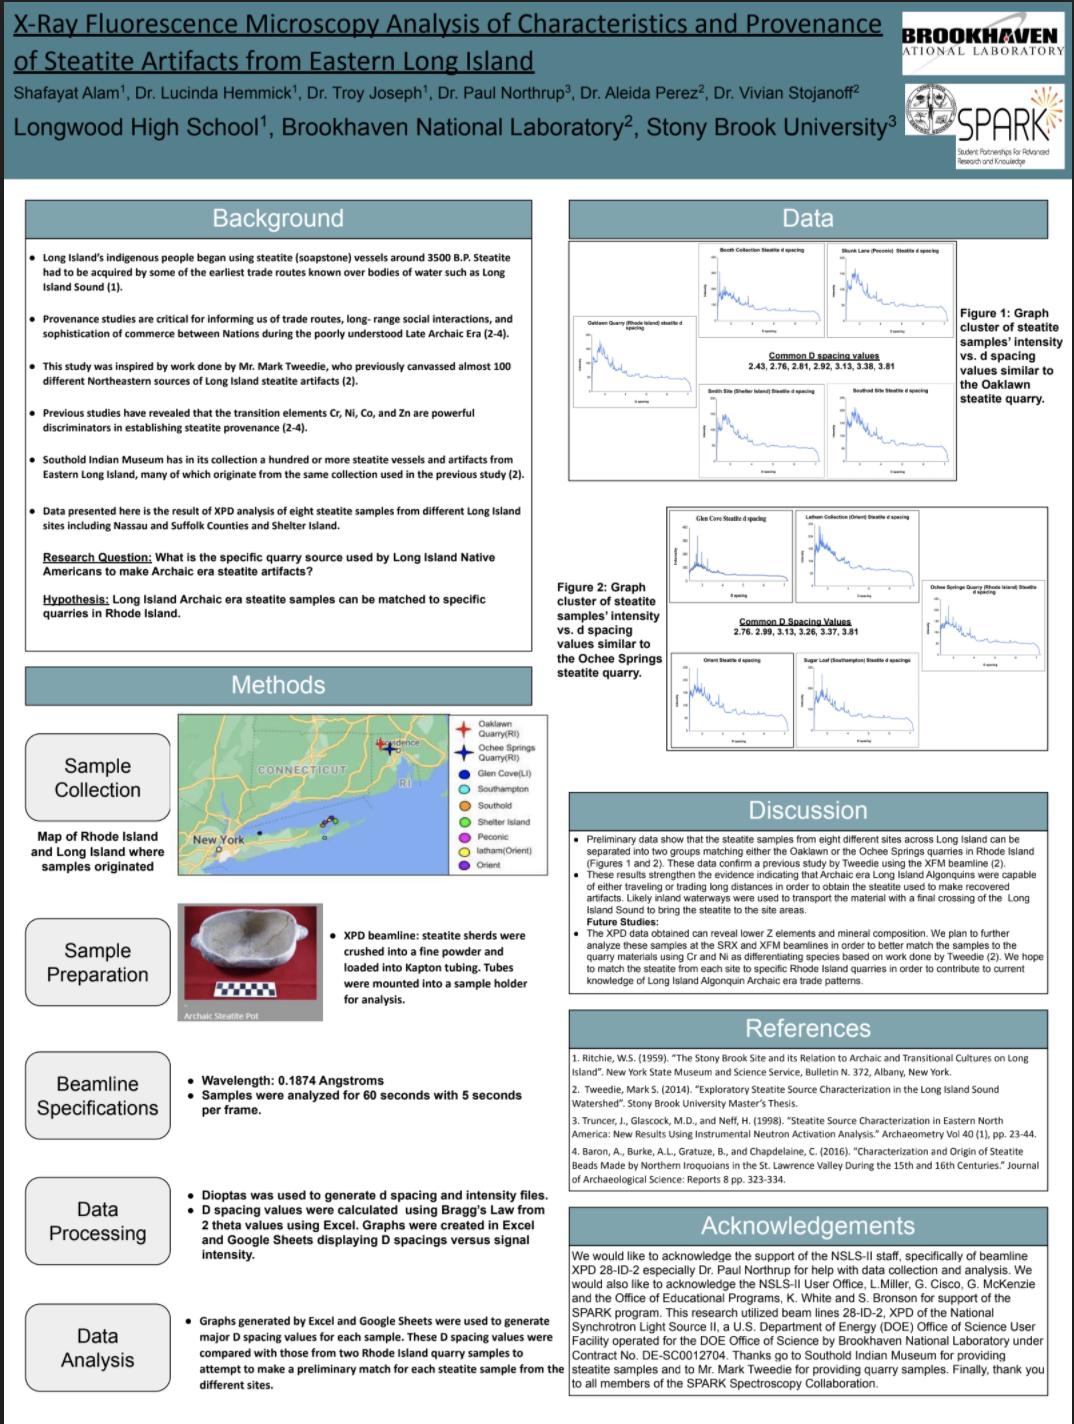 X-Ray Fluorescence Microscopy Analysis of Characteristics and Provenance
of Steatite Artifacts from Eastern Long Island
Shafayat Alam1, Dr. Lucinda Hemmick1, Dr. Troy Joseph1, Dr. Paul Northrup3, Dr. Aleida Perez2, Dr. Vivian Stojanoff2
Longwood High School1, Brookhaven National Laboratory2, Stony Brook University3
BROOKHAVEN
ATIONAL LABORATORY
SPARK
Student Partnerships for Advanced
Research and Knowledge
Background
● Long Island's indigenous people began using steatite (soapstone) vessels around 3500 B.P. Steatite
had to be acquired by some of the earliest trade routes known over bodies of water such as Long
Island Sound (1).
● Provenance studies are critical for informing us of trade routes, long- range social interactions, and
sophistication of commerce between Nations during the poorly understood Late Archaic Era (2-4).
● This study was inspired by work done by Mr. Mark Tweedie, who previously canvassed almost 100
different Northeastern sources of Long Island steatite artifacts (2).
● Previous studies have revealed that the transition elements Cr, Ni, Co, and Zn are powerful
discriminators in establishing steatite provenance (2-4).
● Southold Indian Museum has in its collection a hundred or more steatite vessels and artifacts from
Eastern Long Island, many of which originate from the same collection used in the previous study (2).
● Data presented here is the result of XPD analysis of eight steatite samples from different Long Island
sites including Nassau and Suffolk Counties and Shelter Island.
Research Question: What is the specific quarry source used by Long Island Native
Americans to make Archaic era steatite artifacts?
Hypothesis: Long Island Archaic era steatite samples can be matched to specific
quarries in Rhode Island.
Methods
Sample
Collection
Map of Rhode Island
and Long Island where
samples originated
CONNECTICUT
RI
New York
Oaklawn
Quarry(RI)
Ochee Springs
Quarry(RI)
Glen Cove(LI)
Southampton
Southold
Shelter Island
Peconic
latham(Orient)
Orient
Sample
Preparation
Archaic Steatite Pot
● XPD beamline: steatite sherds were
crushed into a fine powder and
loaded into Kapton tubing. Tubes
were mounted into a sample holder
for analysis.
Beamline
Specifications
● Wavelength: 0.1874 Angstroms
● Samples were analyzed for 60 seconds with 5 seconds
per frame.
Data
Processing
● Dioptas was used to generate d spacing and intensity files.
● D spacing values were calculated using Bragg's Law from
2 theta values using Excel. Graphs were created in Excel
and Google Sheets displaying D spacings versus signal
intensity.
Data
Analysis
● Graphs generated by Excel and Google Sheets were used to generate
major D spacing values for each sample. These D spacing values were
compared with those from two Rhode Island quarry samples to
attempt to make a preliminary match for each steatite sample from the
different sites.
Data
Booth Collection Steatite d spacing
Skunk Lane (Peconic) Steatite d spacing
Oaklawn Quarry (Rhode Island) steatite d
spacing
Common D spacing values
2.43, 2.76, 2.81, 2.92, 3.13, 3.38, 3.81
Smith Site (Shelter Island) Steatite d spacing
Southod Site Steatite d spacing
Figure 1: Graph
cluster of steatite
samples' intensity
vs. d spacing
values similar to
the Oaklawn
steatite quarry.
Figure 2: Graph
cluster of steatite
samples' intensity
vs. d spacing
values similar to
the Ochee Springs
steatite quarry.
Glen Cove Steatite d spacing
Latham Collection (Orient) Steatite d spacing
Ochee Springs Quarry (Rhode Island) Steatite
d spacing
Common D Spacing Values
2.76. 2.99, 3.13, 3.26, 3.37, 3.81
Orient Steatite d spacing
Sugar Loaf (Southampton) Steatite d spacings
Discussion
● Preliminary data show that the steatite samples from eight different sites across Long Island can be
separated into two groups matching either the Oaklawn or the Ochee Springs quarries in Rhode Island
(Figures 1 and 2). These data confirm a previous study by Tweedie using the XFM beamline (2).
● These results strengthen the evidence indicating that Archaic era Long Island Algonquins were capable
of either traveling or trading long distances in order to obtain the steatite used to make recovered
artifacts. Likely inland waterways were used to transport the material with a final crossing of the Long
Island Sound to bring the steatite to the site areas.
Future Studies:
● The XPD data obtained can reveal lower Z elements and mineral composition. We plan to further
analyze these samples at the SRX and XFM beamlines in order to better match the samples to the
quarry materials using Cr and Ni as differentiating species based on work done by Tweedie (2). We hope
to match the steatite from each site to specific Rhode Island quarries in order to contribute to current
knowledge of Long Island Algonquin Archaic era trade patterns.
References
1. Ritchie, W.S. (1959). "The Stony Brook Site and its Relation to Archaic and Transitional Cultures on Long
Island". New York State Museum and Science Service, Bulletin N. 372, Albany, New York.
2. Tweedie, Mark S. (2014). "Exploratory Steatite Source Characterization in the Long Island Sound
Watershed". Stony Brook University Master's Thesis.
3. Truncer, J., Glascock, M.D., and Neff, H. (1998). "Steatite Source Characterization in Eastern North
America: New Results Using Instrumental Neutron Activation Analysis." Archaeometry Vol 40 (1), pp. 23-44.
4. Baron, A., Burke, A.L., Gratuze, B., and Chapdelaine, C. (2016). "Characterization and Origin of Steatite
Beads Made by Northern Iroquoians in the St. Lawrence Valley During the 15th and 16th Centuries." Journal
of Archaeological Science: Reports 8 pp. 323-334.
Acknowledgements
We would like to acknowledge the support of the NSLS-II staff, specifically of beamline
XPD 28-ID-2 especially Dr. Paul Northrup for help with data collection and analysis. We
would also like to acknowledge the NSLS-II User Office, L.Miller, G. Cisco, G. McKenzie
and the Office of Educational Programs, K. White and S. Bronson for support of the
SPARK program. This research utilized beam lines 28-ID-2, XPD of the National
Synchrotron Light Source II, a U.S. Department of Energy (DOE) Office of Science User
Facility operated for the DOE Office of Science by Brookhaven National Laboratory under
Contract No. DE-SC0012704. Thanks go to Southold Indian Museum for providing
steatite samples and to Mr. Mark Tweedie for providing quarry samples. Finally, thank you
to all members of the SPARK Spectroscopy Collaboration.